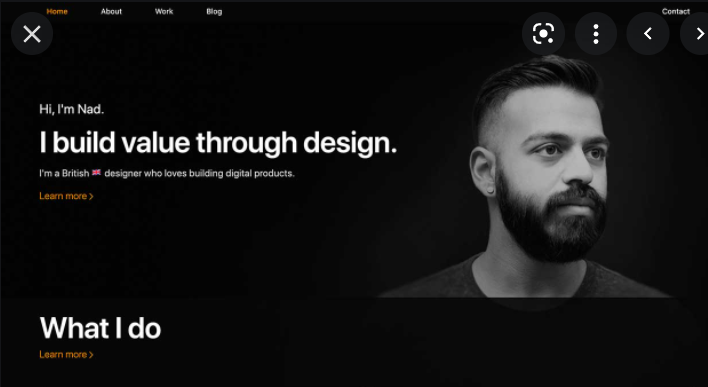 Home About Work Blog Contact
Hi, I'm Nad.
I build value through design.
I'm a British 🇬🇧 designer who loves building digital products.
Learn more >
What I do
Learn more >